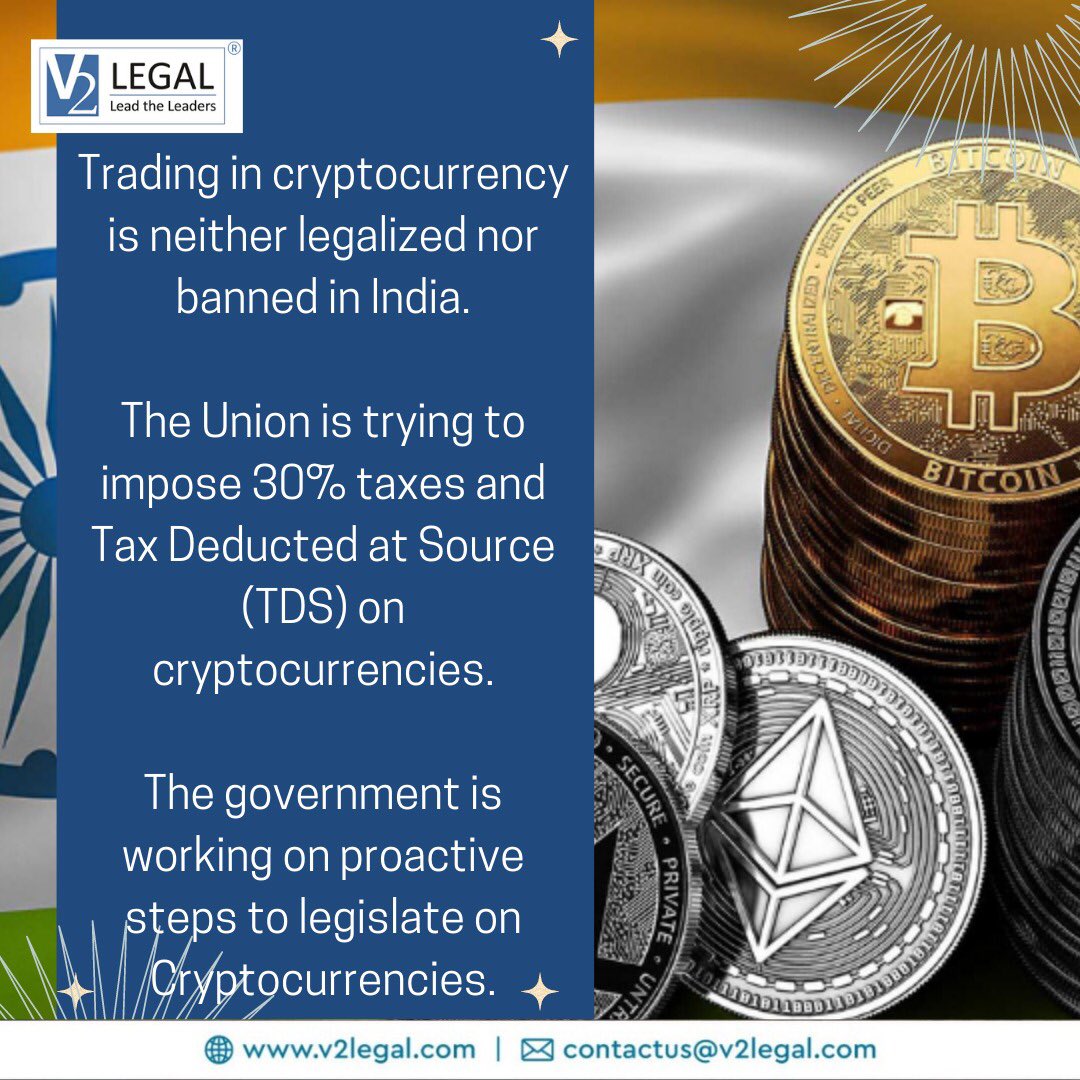 V2 LEGAL ®
Lead the Leaders
Trading in cryptocurrency
is neither legalized nor
banned in India.
The Union is trying to
impose 30% taxes and
Tax Deducted at Source
(TDS) on
cryptocurrencies.
The government is
working on proactive
steps to legislate on
Cryptocurrencies.
BITCOIN
DIGITAL • DECENTRALIZED • PEER TO PEER
BITCOIN
ripple coin XRP
SECURE • PRIVATE
www.v2legal.com | contactus@v2legal.com